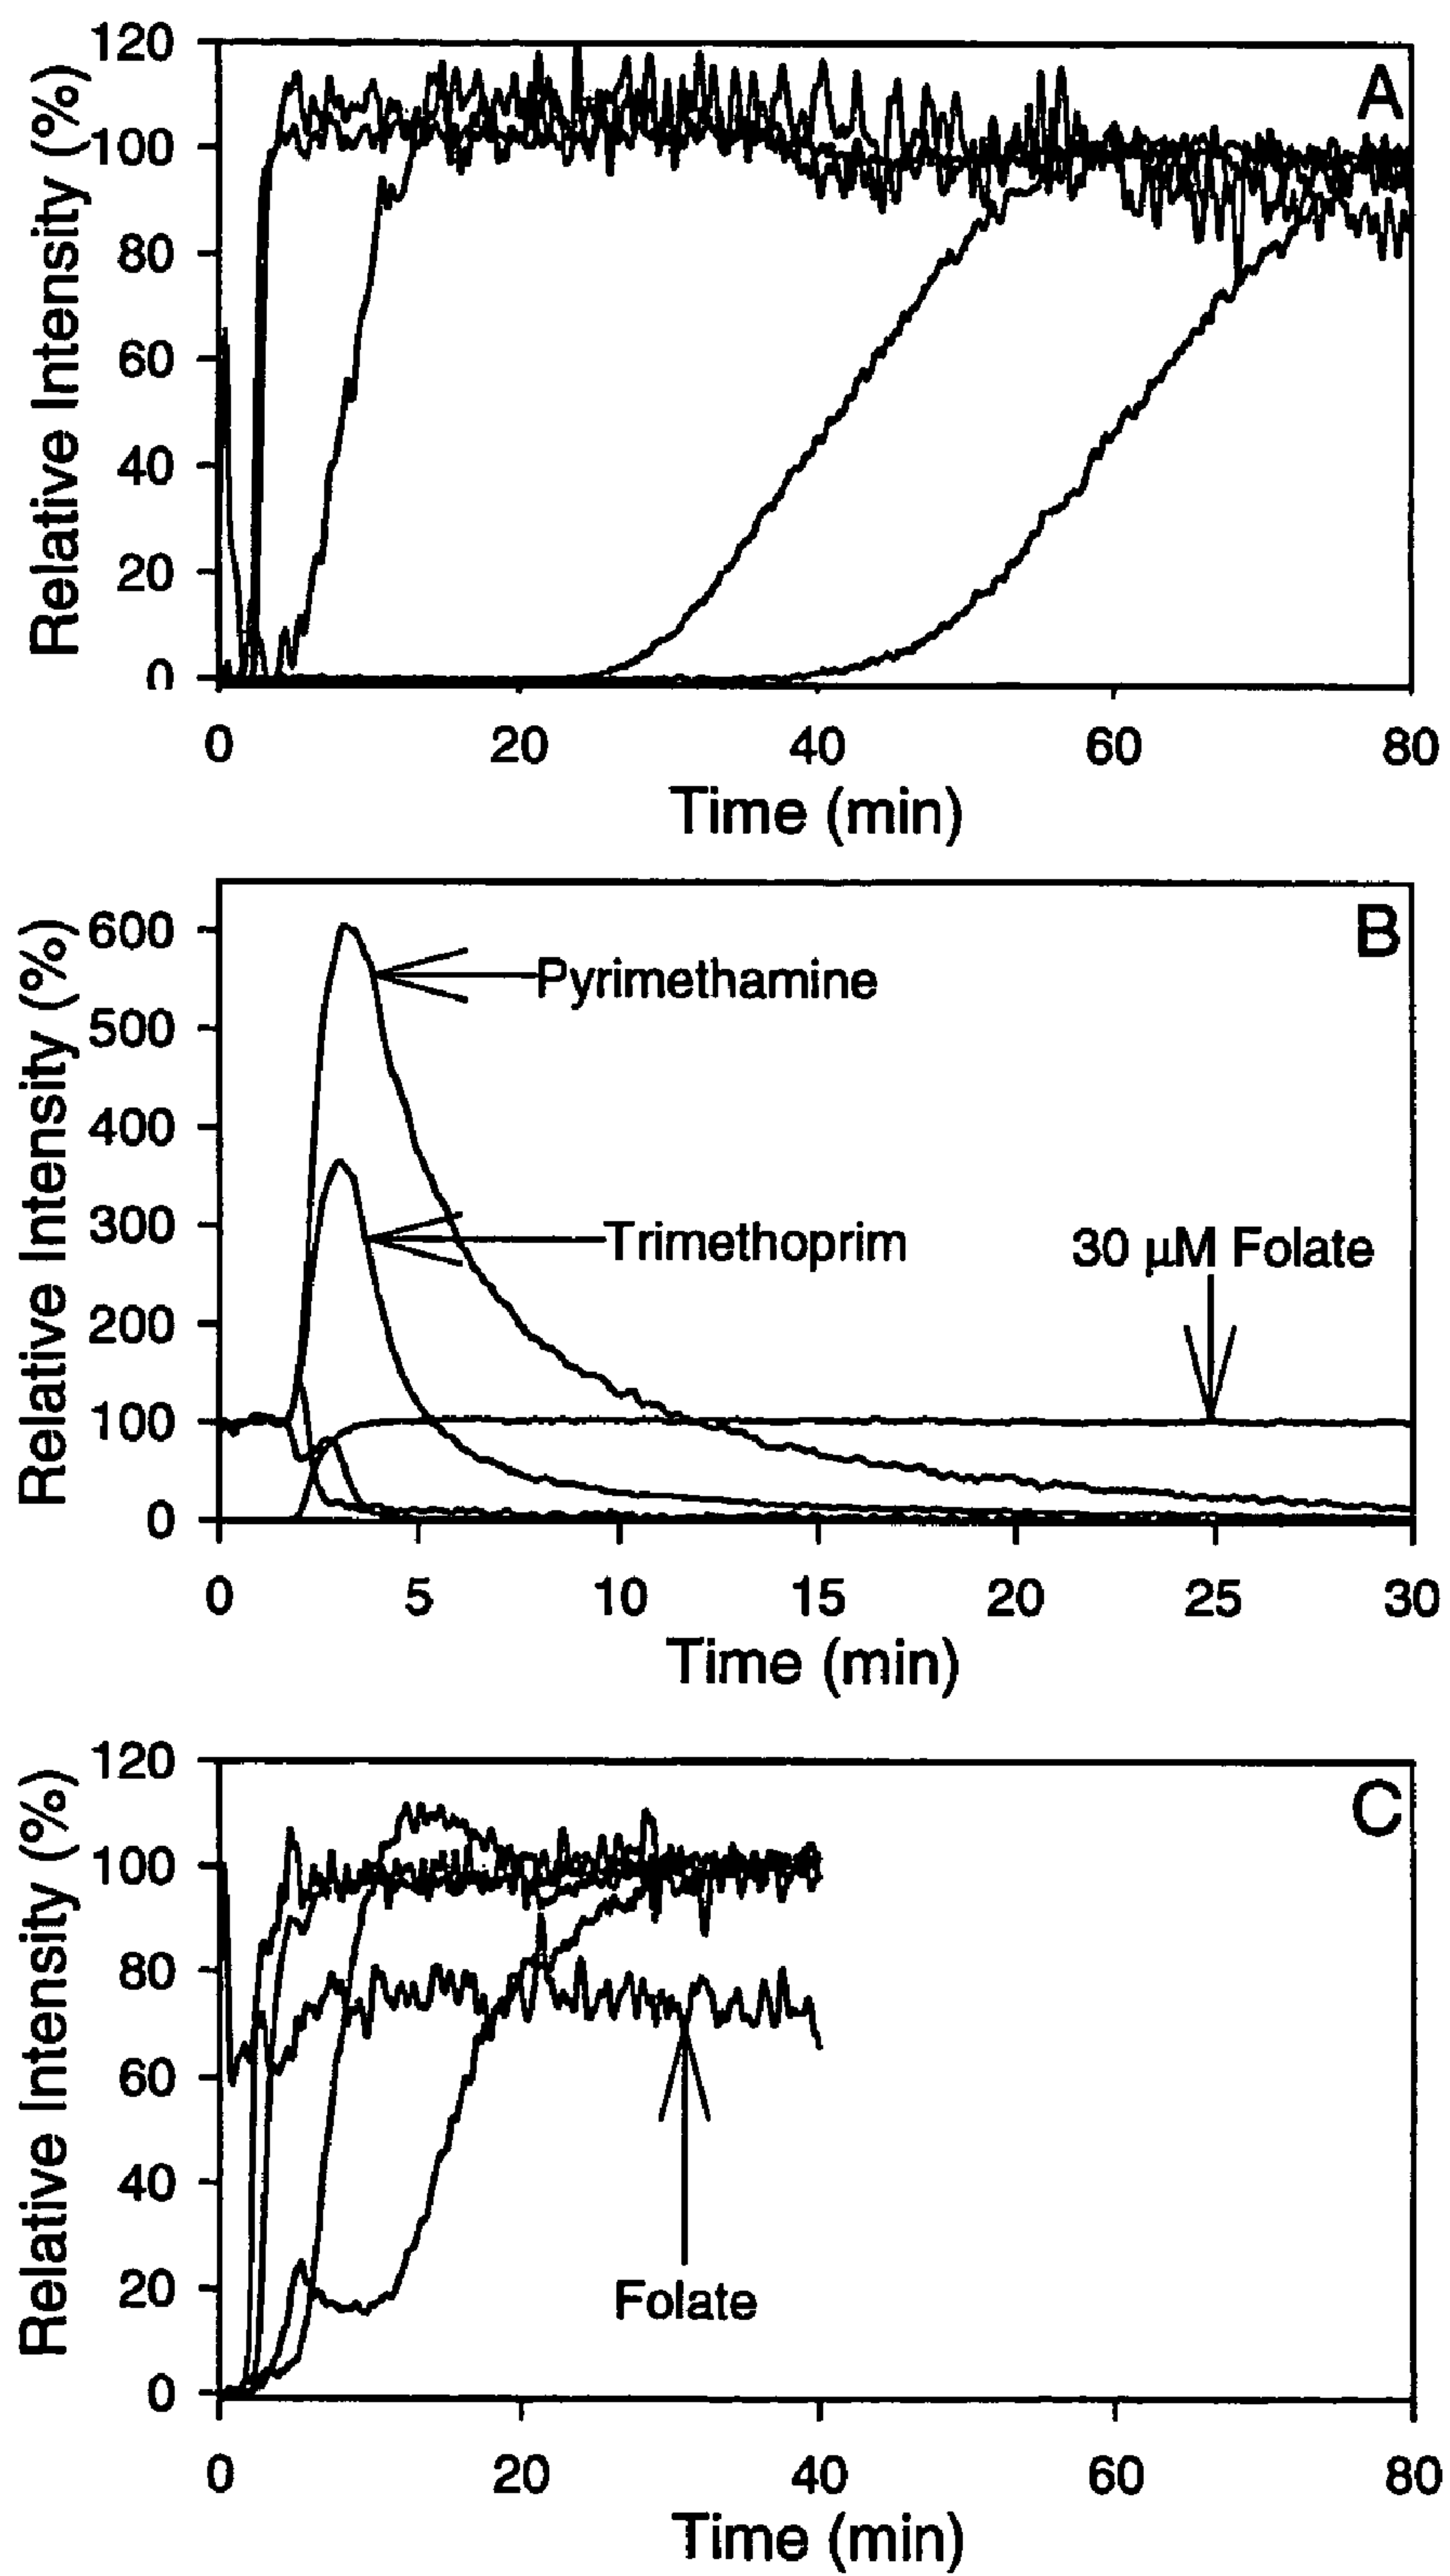 A
Relative Intensity (%)
120
100
80
60
40
20
0
0 20 40 60 80
Time (min)
B
Relative Intensity (%)
600
500
400
300
200
100
0
Pyrimethamine
Trimethoprim
30 µM Folate
0 5 10 15 20 25 30
Time (min)
C
Relative Intensity (%)
120
100
80
60
40
20
0
Folate
0 20 40 60 80
Time (min)